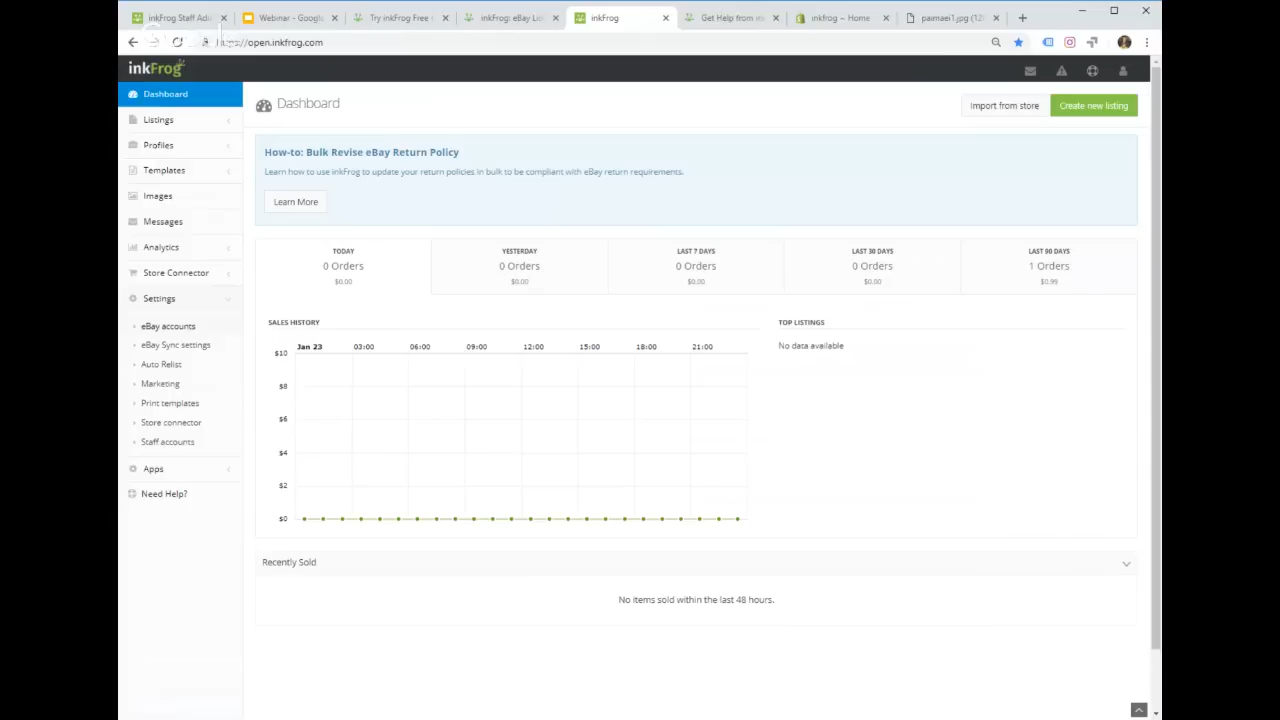 inkFrog Staff Ad
Webinar - Google
Try inkFrog Free
inkFrog: eBay Lis
inkFrog
Get Help from in
inkfrog ~ Home
pamaei1.jpg (12
https://open.inkfrog.com
inkFrog
Dashboard
Listings
Profiles
Templates
Images
Messages
Analytics
Store Connector
Settings
eBay accounts
eBay Sync settings
Auto Relist
Marketing
Print templates
Store connector
Staff accounts
Apps
Need Help?
Dashboard
Import from store
Create new listing
How-to: Bulk Revise eBay Return Policy
Learn how to use inkFrog to update your return policies in bulk to be compliant with eBay return requirements.
Learn More
TODAY
0 Orders
$0.00
YESTERDAY
0 Orders
$0.00
LAST 7 DAYS
0 Orders
$0.00
LAST 30 DAYS
0 Orders
$0.00
LAST 90 DAYS
1 Orders
$0.99
SALES HISTORY
Jan 23 03:00 06:00 09:00 12:00 15:00 18:00 21:00
$10
$8
$6
$4
$2
$0
TOP LISTINGS
No data available
Recently Sold
No items sold within the last 48 hours.